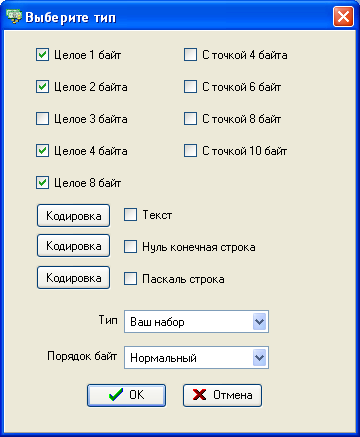 Выберите тип
Целое 1 байт С точкой 4 байта
Целое 2 байта С точкой 6 байт
Целое 3 байта С точкой 8 байт
Целое 4 байта С точкой 10 байт
Целое 8 байт
Кодировка Текст
Кодировка Нуль конечная строка
Кодировка Паскаль строка
Тип Ваш набор
Порядок байт Нормальный
OK Отмена